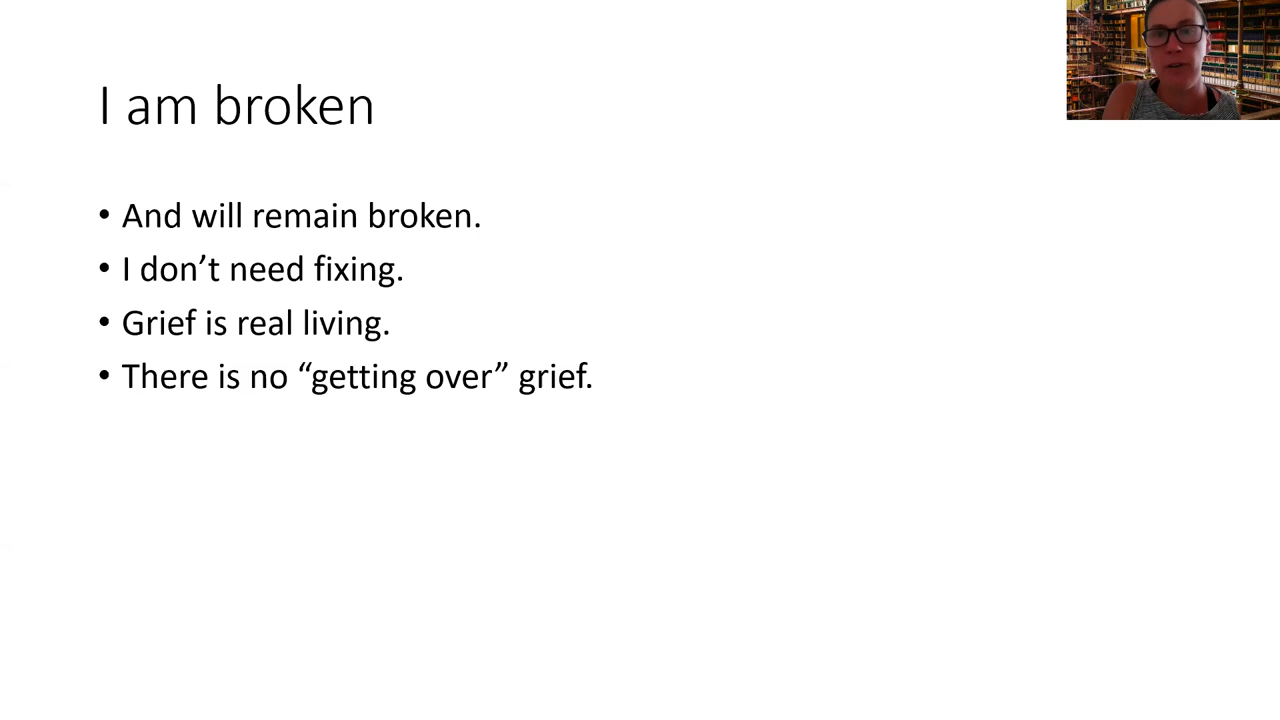 I am broken
• And will remain broken.
• I don’t need fixing.
• Grief is real living.
• There is no “getting over” grief.